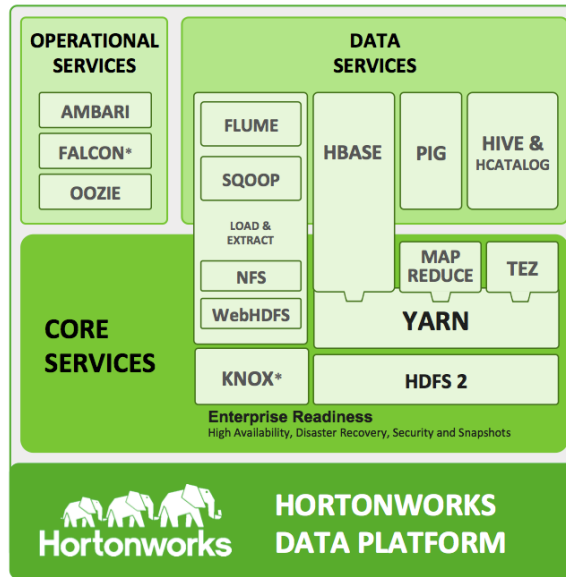 OPERATIONAL
SERVICES
AMBARI
FALCON*
OOZIE
DATA
SERVICES
FLUME
SQOOP
LOAD &
EXTRACT
NFS
WebHDFS
HBASE
PIG
HIVE &
HCATALOG
MAP
REDUCE
TEZ
YARN
CORE
SERVICES
KNOX*
HDFS 2
Enterprise Readiness
High Availability, Disaster Recovery, Security and Snapshots
Hortonworks
HORTONWORKS
DATA PLATFORM